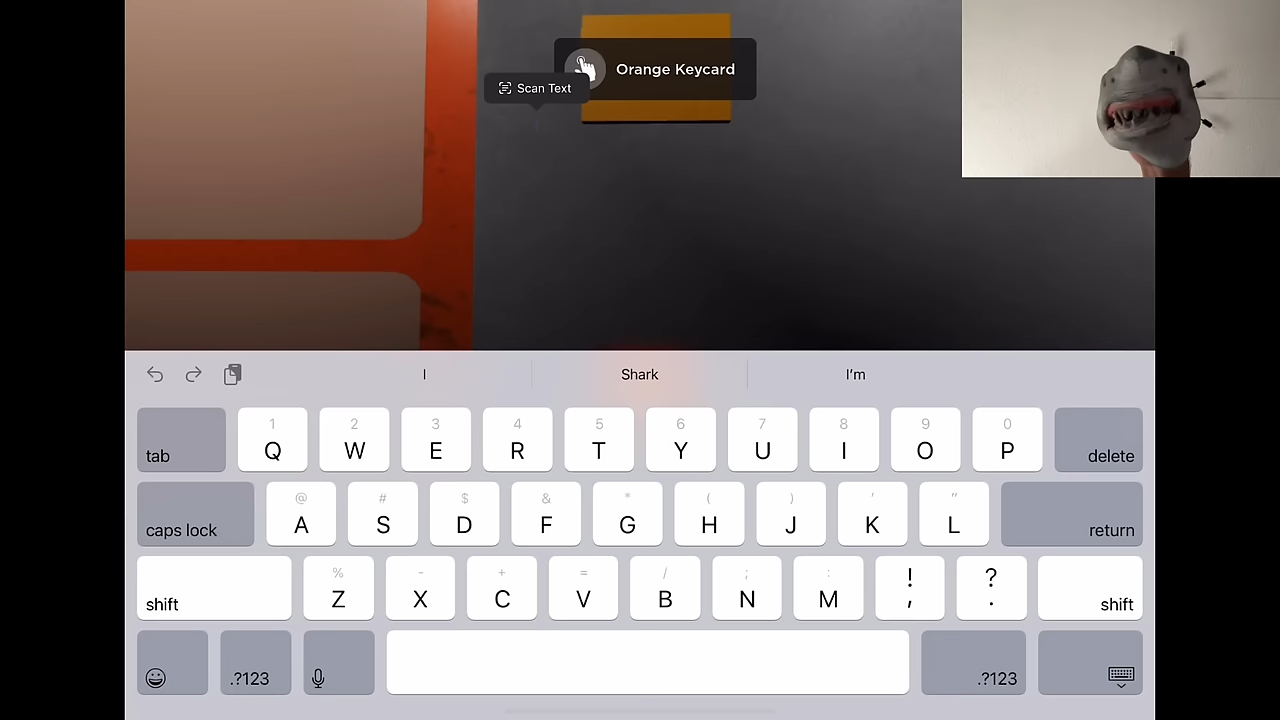 Orange Keycard
Scan Text
I Shark I'm
1 2 3 4 5 6 7 8 9 0
tab Q W E R T Y U I O P delete
@ # $ & * ( ) ' "
caps lock A S D F G H J K L return
% - + = / ; : ! ?
shift Z X C V B N M , . shift
.?123 .?123